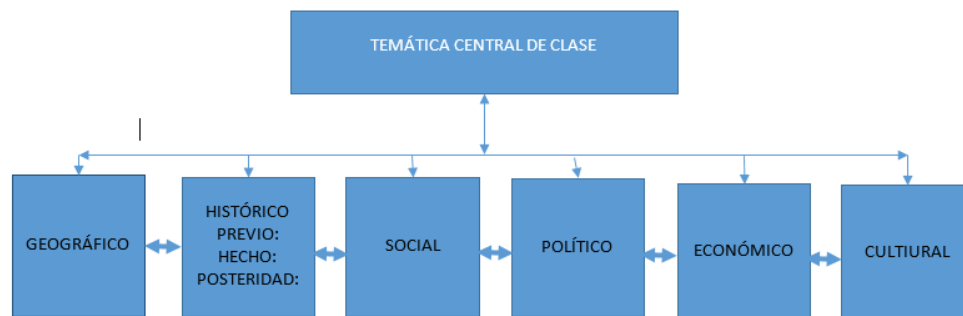 TEMÁTICA CENTRAL DE CLASE
GEOGRÁFICO
HISTÓRICO
PREVIO:
HECHO:
POSTERIDAD:
SOCIAL
POLÍTICO
ECONÓMICO
CULTIURAL